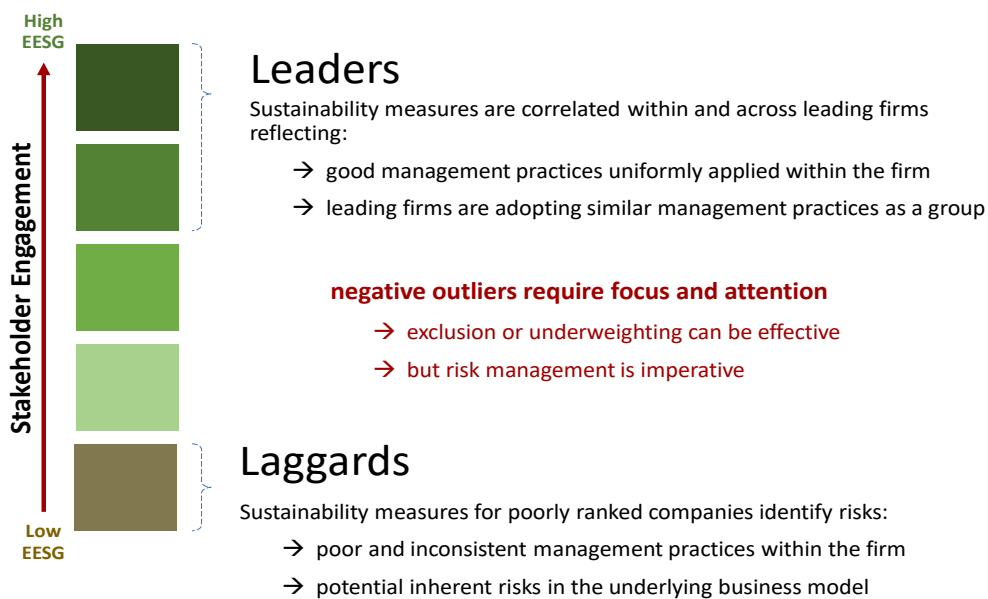 High
EESG
Stakeholder Engagement
Leaders
Sustainability measures are correlated within and across leading firms
reflecting:
→ good management practices uniformly applied within the firm
→ leading firms are adopting similar management practices as a group
negative outliers require focus and attention
→ exclusion or underweighting can be effective
→ but risk management is imperative
Laggards
Sustainability measures for poorly ranked companies identify risks:
→ poor and inconsistent management practices within the firm
→ potential inherent risks in the underlying business model
Low
EESG